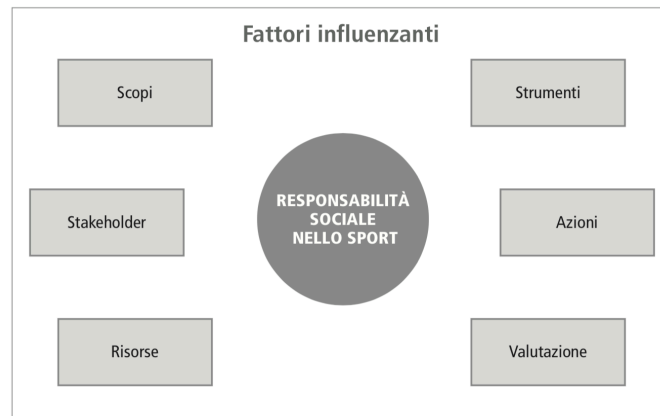 Fattori influenzanti
Scopi
Strumenti
RESPONSABILITÀ
SOCIALE
NELLO SPORT
Stakeholder
Azioni
Risorse
Valutazione